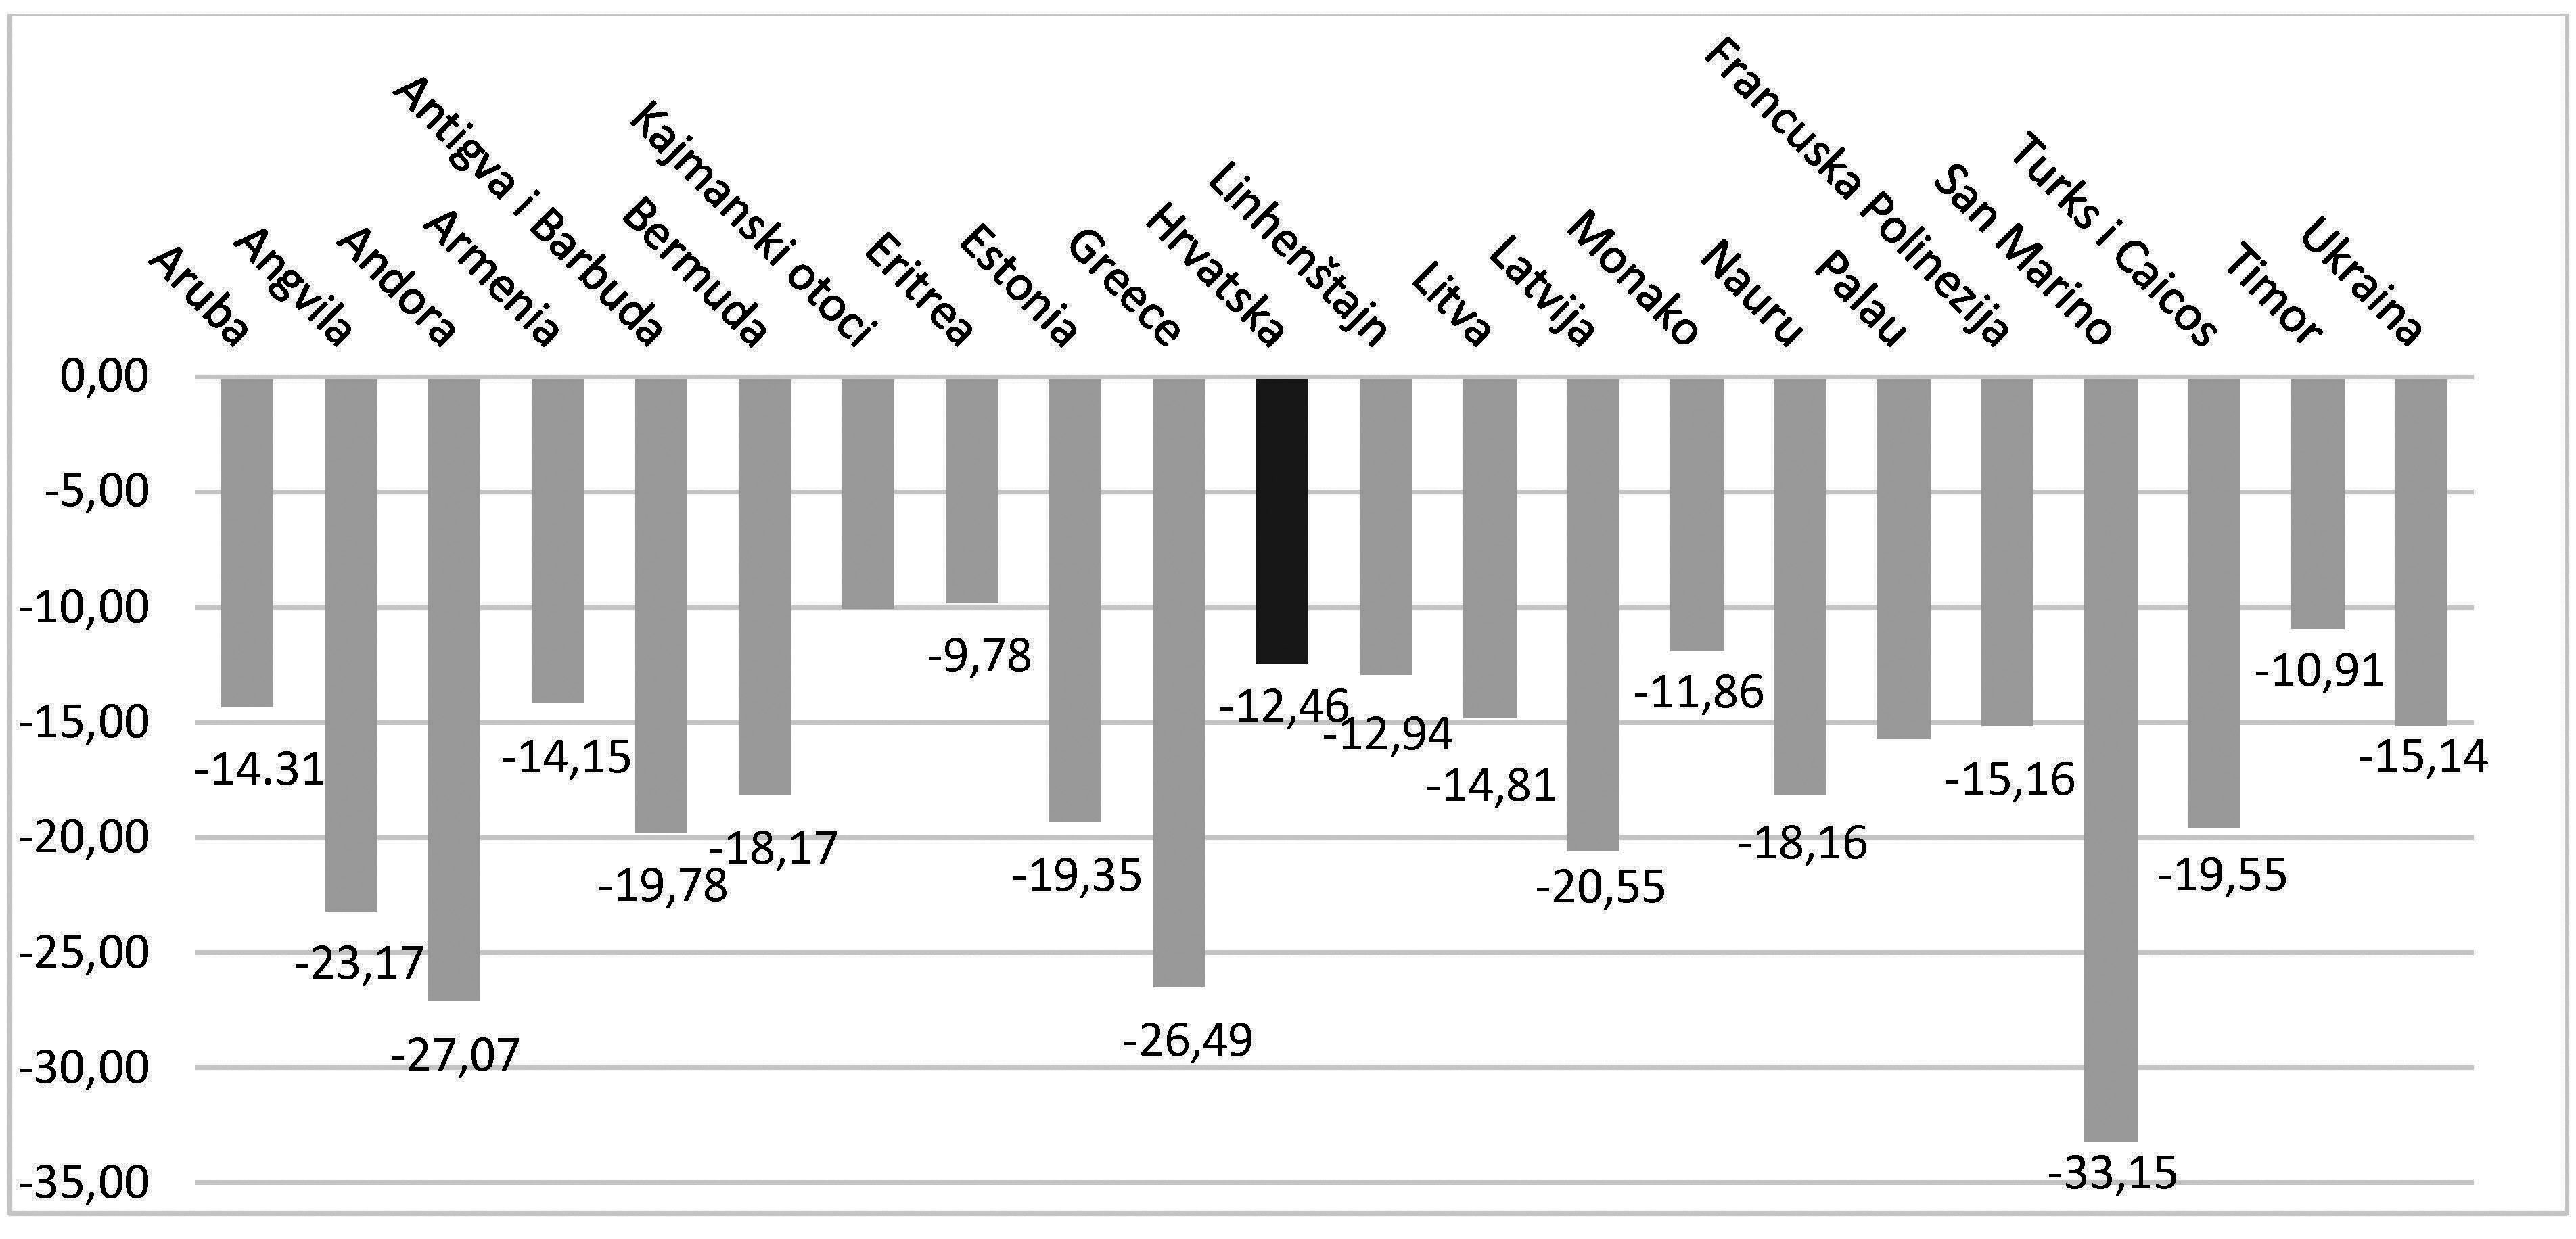 Aruba
Angvila
Andora
Armenia
Antigva i Barbuda
Bermuda
Kajmanski otoci
Eritrea
Estonia
Greece
Hrvatska
Linhenštajn
Litva
Latvija
Monako
Nauru
Palau
Francuska Polinezija
San Marino
Turks i Caicos
Timor
Ukraina
0,00
-5,00
-10,00
-15,00
-20,00
-25,00
-30,00
-35,00
-14.31
-23,17
-27,07
-14,15
-19,78
-18,17
-9,78
-19,35
-26,49
-12,46
-12,94
-14,81
-20,55
-11,86
-18,16
-15,16
-33,15
-19,55
-10,91
-15,14